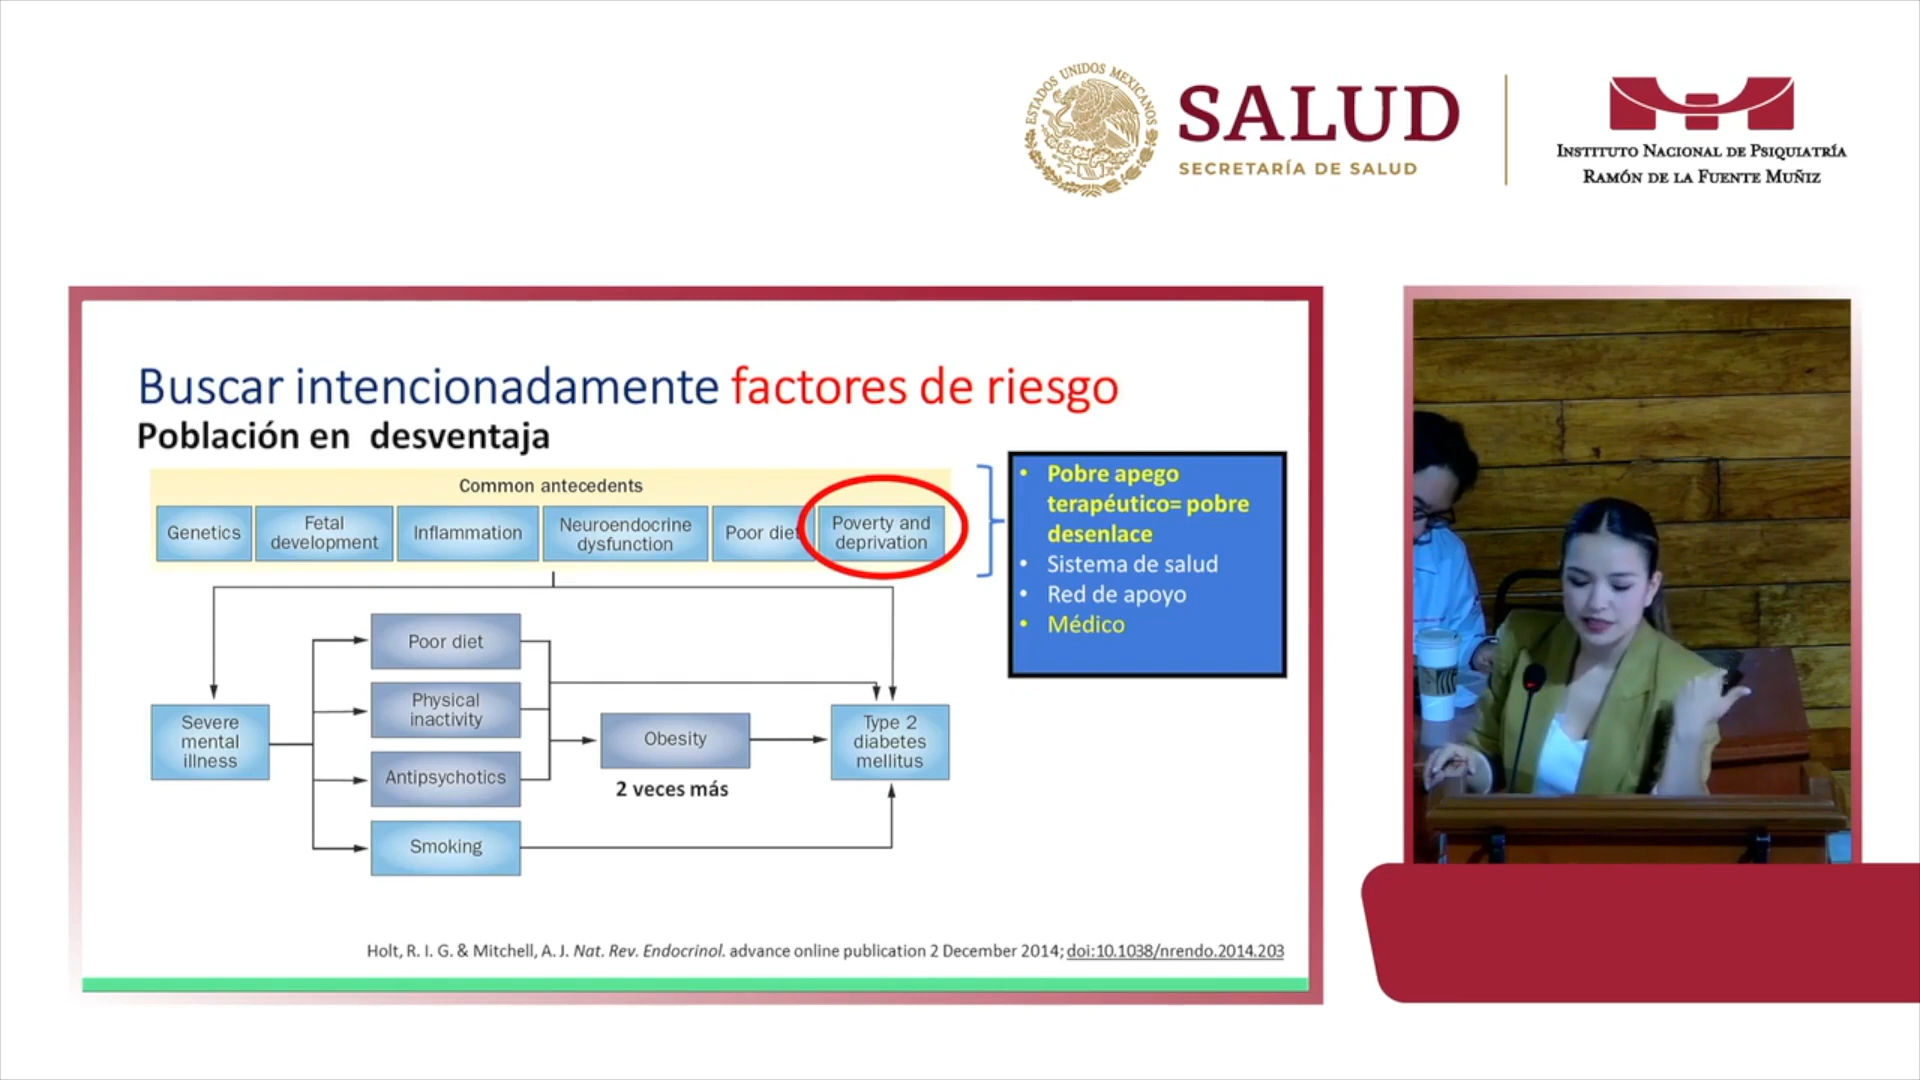 ESTADOS UNIDOS MEXICANOS
SALUD
SECRETARÍA DE SALUD
INSTITUTO NACIONAL DE PSIQUIATRÍA
RAMÓN DE LA FUENTE MUÑIZ
Buscar intencionadamente factores de riesgo
Población en desventaja
Common antecedents
Genetics
Fetal
development
Inflammation
Neuroendocrine
dysfunction
Poor diet
Poverty and
deprivation
• Pobre apego
terapéutico= pobre
desenlace
• Sistema de salud
• Red de apoyo
• Médico
Severe
mental
illness
Poor diet
Physical
inactivity
Antipsychotics
Smoking
Obesity
2 veces más
Type 2
diabetes
mellitus
Holt, R. I. G. & Mitchell, A. J. Nat. Rev. Endocrinol. advance online publication 2 December 2014; doi:10.1038/nrendo.2014.203